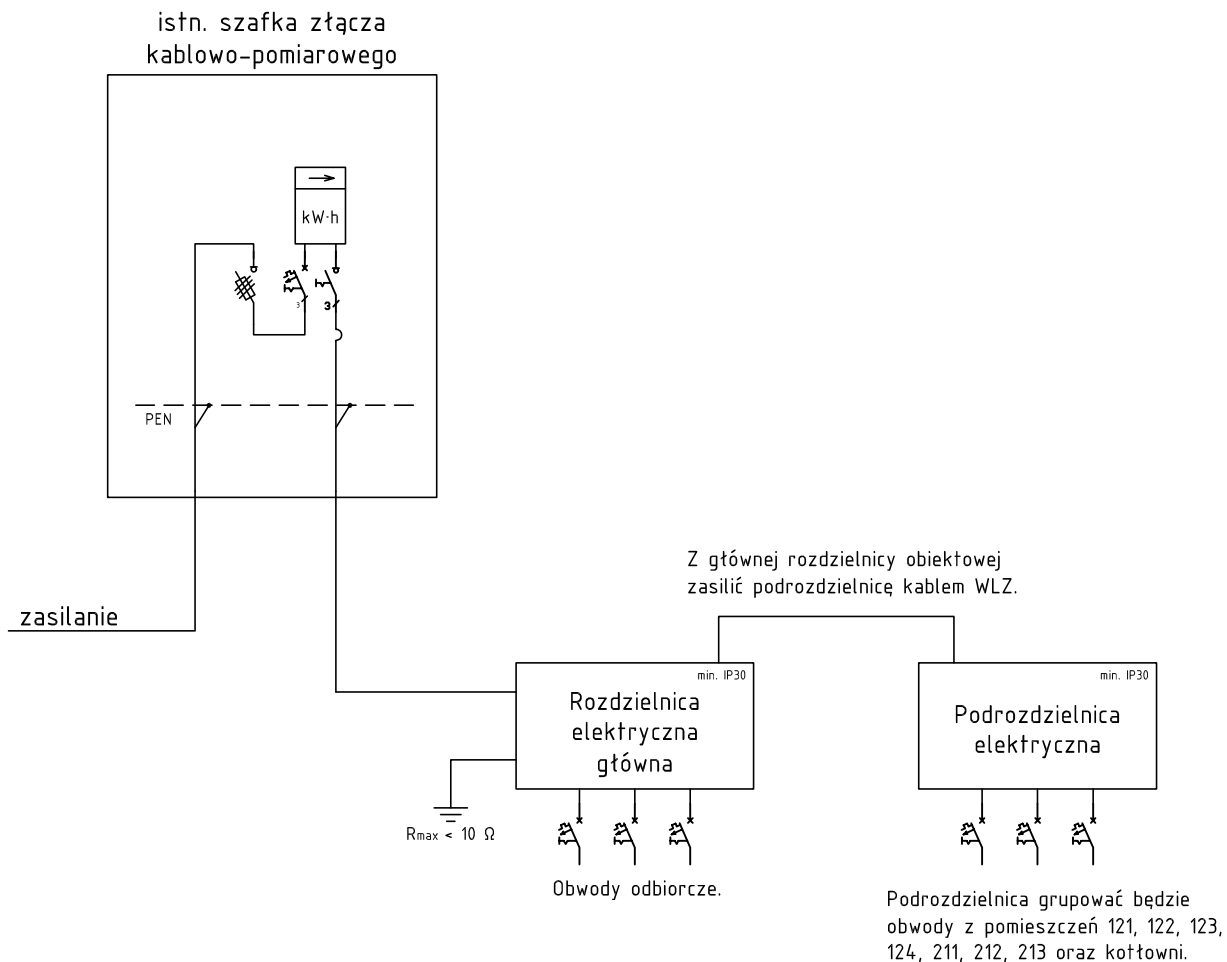 istn. szafka złącza
kablowo-pomiarowego
kW·h
3
3
PEN
zasilanie
Z głównej rozdzielnicy obiektowej
zasilić podrozdzielnicę kablem WLZ.
min. IP30
Rozdzielnica
elektryczna
główna
min. IP30
Podrozdzielnica
elektryczna
Rmax < 10 Ω
Obwody odbiorcze.
Podrozdzielnica grupować będzie
obwody z pomieszczeń 121, 122, 123,
124, 211, 212, 213 oraz kotłowni.